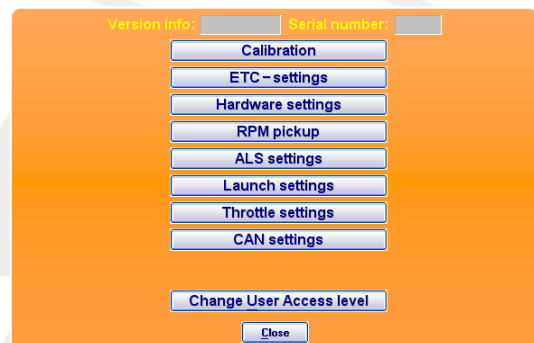 Version info: Serial number:
Calibration
ETC-settings
Hardware settings
RPM pickup
ALS settings
Launch settings
Throttle settings
CAN settings
Change User Access level
Close